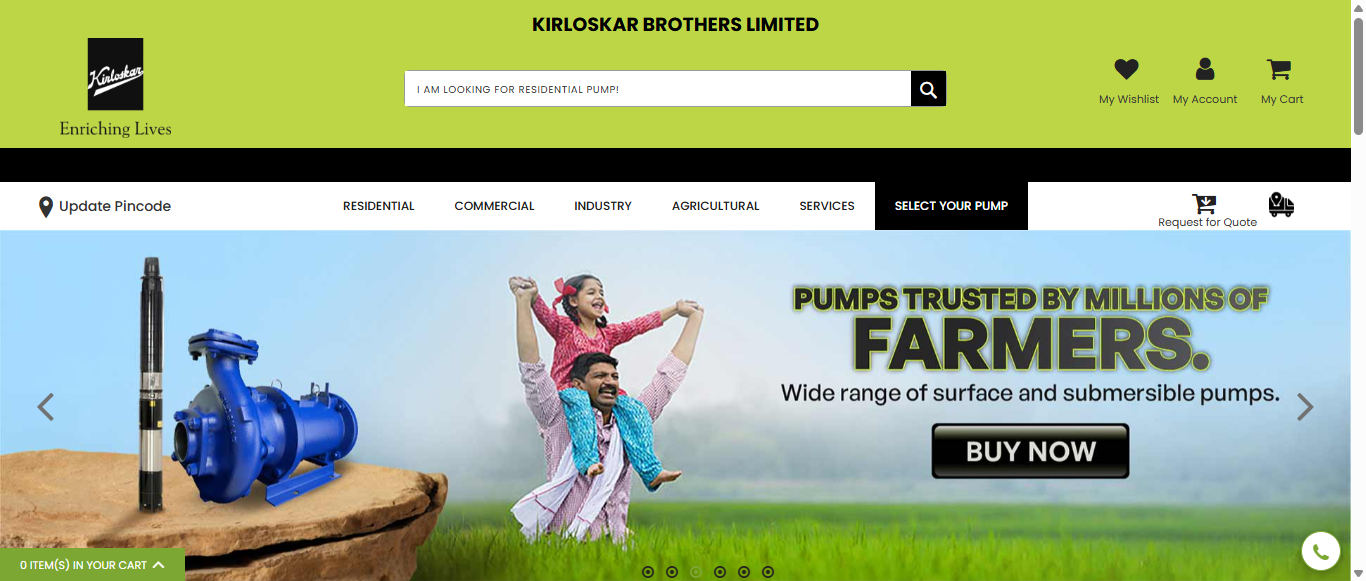 KIRLOSKAR BROTHERS LIMITED
Kirloskar
Enriching Lives
I AM LOOKING FOR RESIDENTIAL PUMP!
My Wishlist
My Account
My Cart
Update Pincode
RESIDENTIAL
COMMERCIAL
INDUSTRY
AGRICULTURAL
SERVICES
SELECT YOUR PUMP
Request for Quote
PUMPS TRUSTED BY MILLIONS OF
FARMERS.
Wide range of surface and submersible pumps.
BUY NOW
0 ITEM(S) IN YOUR CART